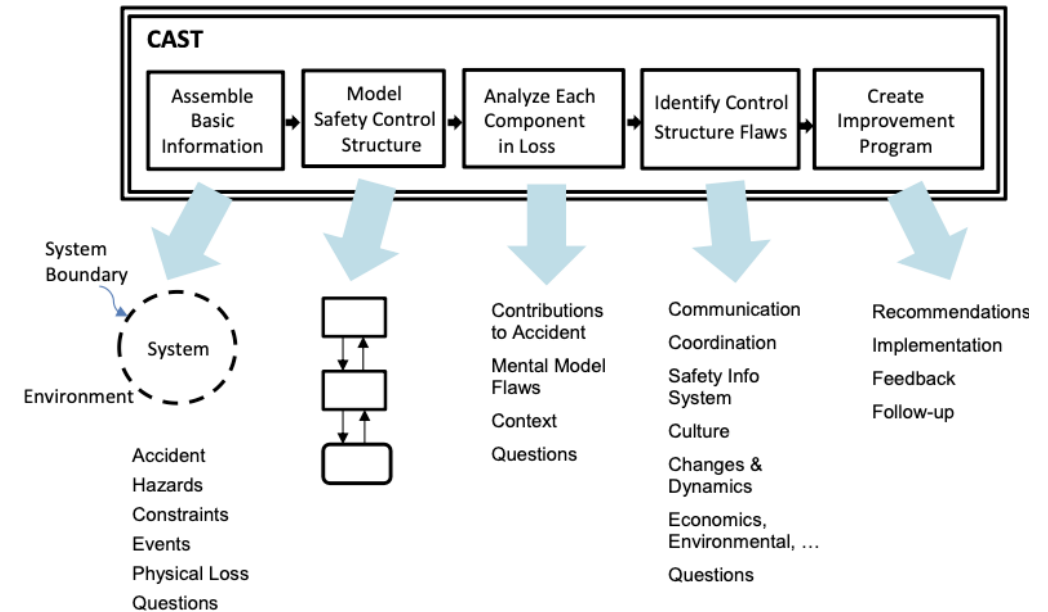 CAST
Assemble
Basic
Information
Model
Safety Control
Structure
Analyze Each
Component
in Loss
Identify Control
Structure Flaws
Create
Improvement
Program
System
Boundary
System
Environment
Accident
Hazards
Constraints
Events
Physical Loss
Questions
Contributions
to Accident
Mental Model
Flaws
Context
Questions
Communication
Coordination
Safety Info
System
Culture
Changes &
Dynamics
Economics,
Environmental, …
Questions
Recommendations
Implementation
Feedback
Follow-up